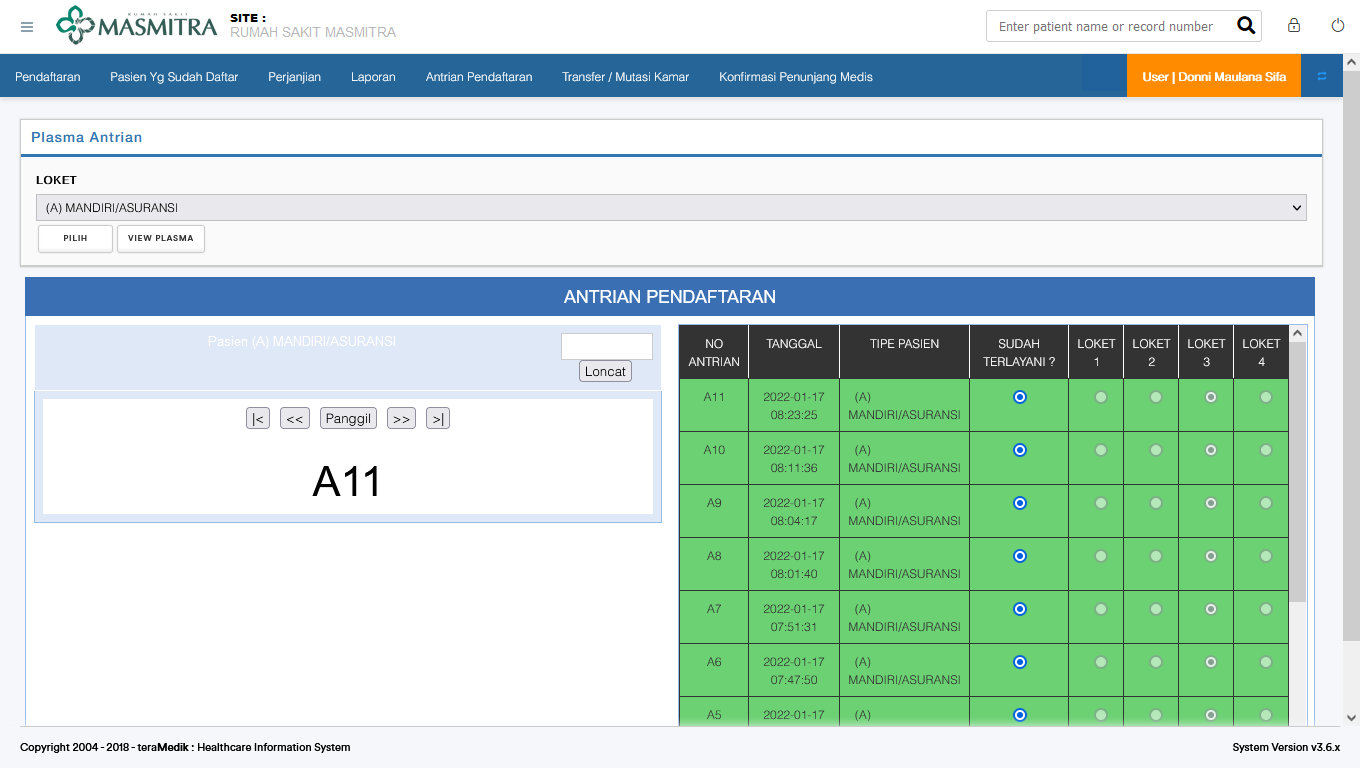 RUMAH SAKIT
MASMITRA
SITE :
RUMAH SAKIT MASMITRA
Enter patient name or record number
Pendaftaran Pasien Yg Sudah Daftar Perjanjian Laporan Antrian Pendaftaran Transfer / Mutasi Kamar Konfirmasi Penunjang Medis User | Donni Maulana Sifa
Plasma Antrian
LOKET
(A) MANDIRI/ASURANSI
PILIH VIEW PLASMA
ANTRIAN PENDAFTARAN
Pasien (A) MANDIRI/ASURANSI
Loncat
|< << Panggil >> >|
A11
NO ANTRIAN TANGGAL TIPE PASIEN SUDAH TERLAYANI ? LOKET 1 LOKET 2 LOKET 3 LOKET 4
A11 2022-01-17 08:23:25 (A) MANDIRI/ASURANSI
A10 2022-01-17 08:11:36 (A) MANDIRI/ASURANSI
A9 2022-01-17 08:04:17 (A) MANDIRI/ASURANSI
A8 2022-01-17 08:01:40 (A) MANDIRI/ASURANSI
A7 2022-01-17 07:51:31 (A) MANDIRI/ASURANSI
A6 2022-01-17 07:47:50 (A) MANDIRI/ASURANSI
A5 2022-01-17 (A)
Copyright 2004 - 2018 - teraMedik : Healthcare Information System
System Version v3.6.x